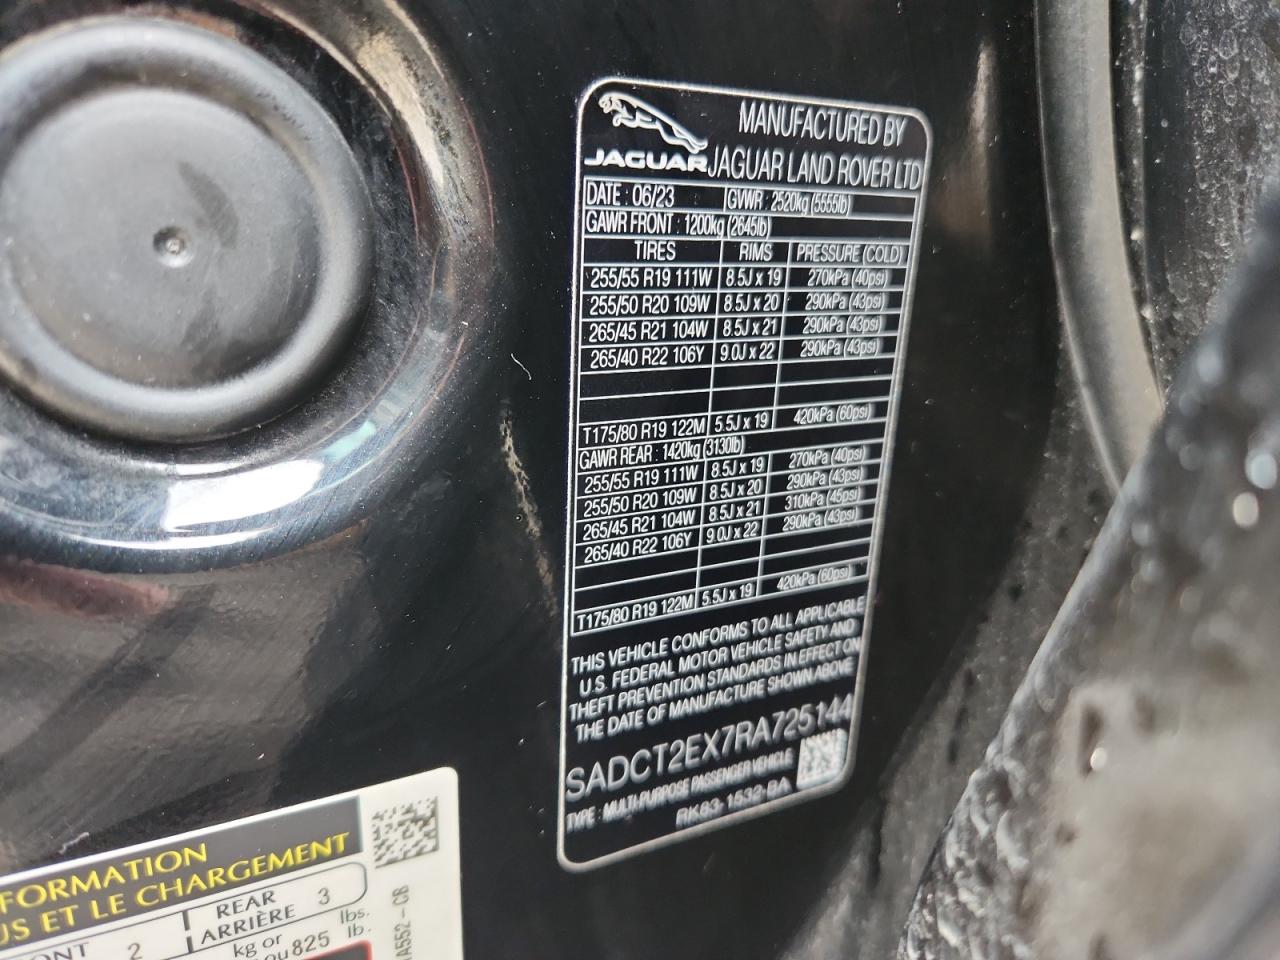 JAGUAR
MANUFACTURED BY
JAGUAR LAND ROVER LTD
DATE : 06/23 GVWR : 2520kg (5555lb)
GAWR FRONT : 1200kg (2645lb)
TIRES RIMS PRESSURE (COLD)
255/55 R19 111W 8.5J x 19 270kPa (40psi)
255/50 R20 109W 8.5J x 20 290kPa (43psi)
265/45 R21 104W 8.5J x 21 290kPa (43psi)
265/40 R22 106Y 9.0J x 22 290kPa (43psi)
T175/80 R19 122M 5.5J x 19 420kPa (60psi)
GAWR REAR : 1420kg (3130lb)
255/55 R19 111W 8.5J x 19 270kPa (40psi)
255/50 R20 109W 8.5J x 20 290kPa (43psi)
265/45 R21 104W 8.5J x 21 310kPa (45psi)
265/40 R22 106Y 9.0J x 22 290kPa (43psi)
T175/80 R19 122M 5.5J x 19 420kPa (60psi)
THIS VEHICLE CONFORMS TO ALL APPLICABLE
U.S. FEDERAL MOTOR VEHICLE SAFETY AND
THEFT PREVENTION STANDARDS IN EFFECT ON
THE DATE OF MANUFACTURE SHOWN ABOVE
SADCT2EX7RA725144
TYPE : MULTI-PURPOSE PASSENGER VEHICLE
RK83-1532-BA
FORMATION
US ET LE CHARGEMENT
ONT 2 REAR
ARRIÈRE 3
kg or lbs.
ou 825 lb.
A552-CB